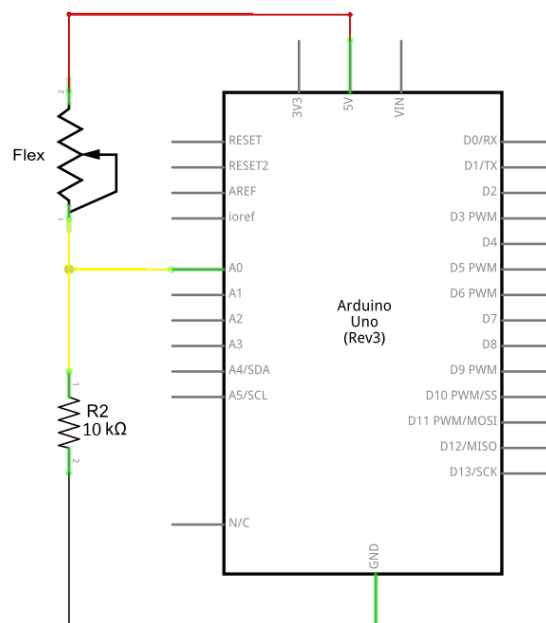 3V3
5V
VIN
2
Flex
1
RESET
RESET2
AREF
ioref
A0
A1
A2
A3
A4/SDA
A5/SCL
N/C
Arduino
Uno
(Rev3)
D0/RX
D1/TX
D2
D3 PWM
D4
D5 PWM
D6 PWM
D7
D8
D9 PWM
D10 PWM/SS
D11 PWM/MOSI
D12/MISO
D13/SCK
GND
1
R2
10 kΩ
2